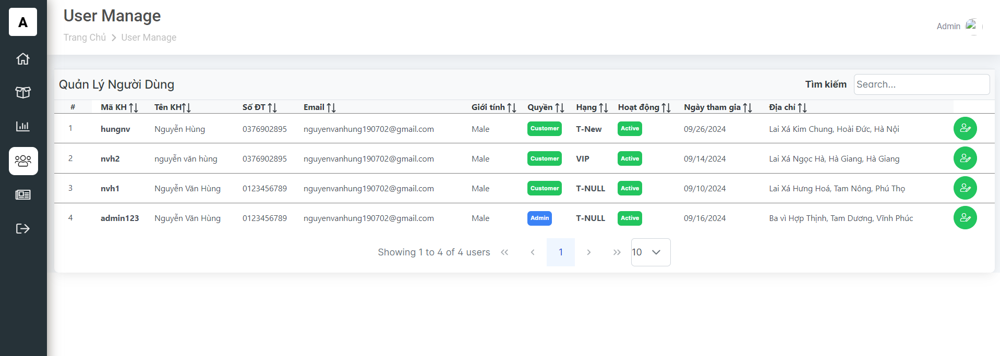 A
User Manage
Trang Chủ User Manage
Admin
Quản Lý Người Dùng
Tìm kiếm Search...
# Mã KH Tên KH Số ĐT Email Giới tính Quyền Hạng Hoạt động Ngày tham gia Địa chỉ
1 hungnv Nguyễn Hùng 0376902895 nguyenvanhung190702@gmail.com Male Customer T-New Active 09/26/2024 Lai Xá Kim Chung, Hoài Đức, Hà Nội
2 nvh2 nguyễn văn hùng 0376902895 nguyenvanhung190702@gmail.com Male Customer VIP Active 09/14/2024 Lai Xá Ngọc Hà, Hà Giang, Hà Giang
3 nvh1 Nguyễn Văn Hùng 0123456789 nguyenvanhung190702@gmail.com Male Customer T-NULL Active 09/10/2024 Lai Xá Hưng Hoá, Tam Nông, Phú Thọ
4 admin123 Nguyễn Văn Hùng 0123456789 nguyenvanhung190702@gmail.com Male Admin T-NULL Active 09/16/2024 Ba vì Hợp Thịnh, Tam Dương, Vĩnh Phúc
Showing 1 to 4 of 4 users 1 10